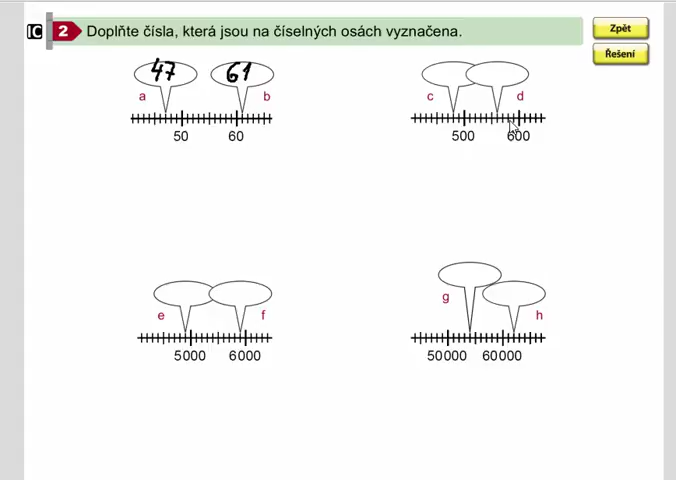 IC 2 Doplňte čísla, která jsou na číselných osách vyznačena.
Zpět
Řešení
47 61
a b
50 60
c d
500 600
e f
5000 6000
g h
50000 60000